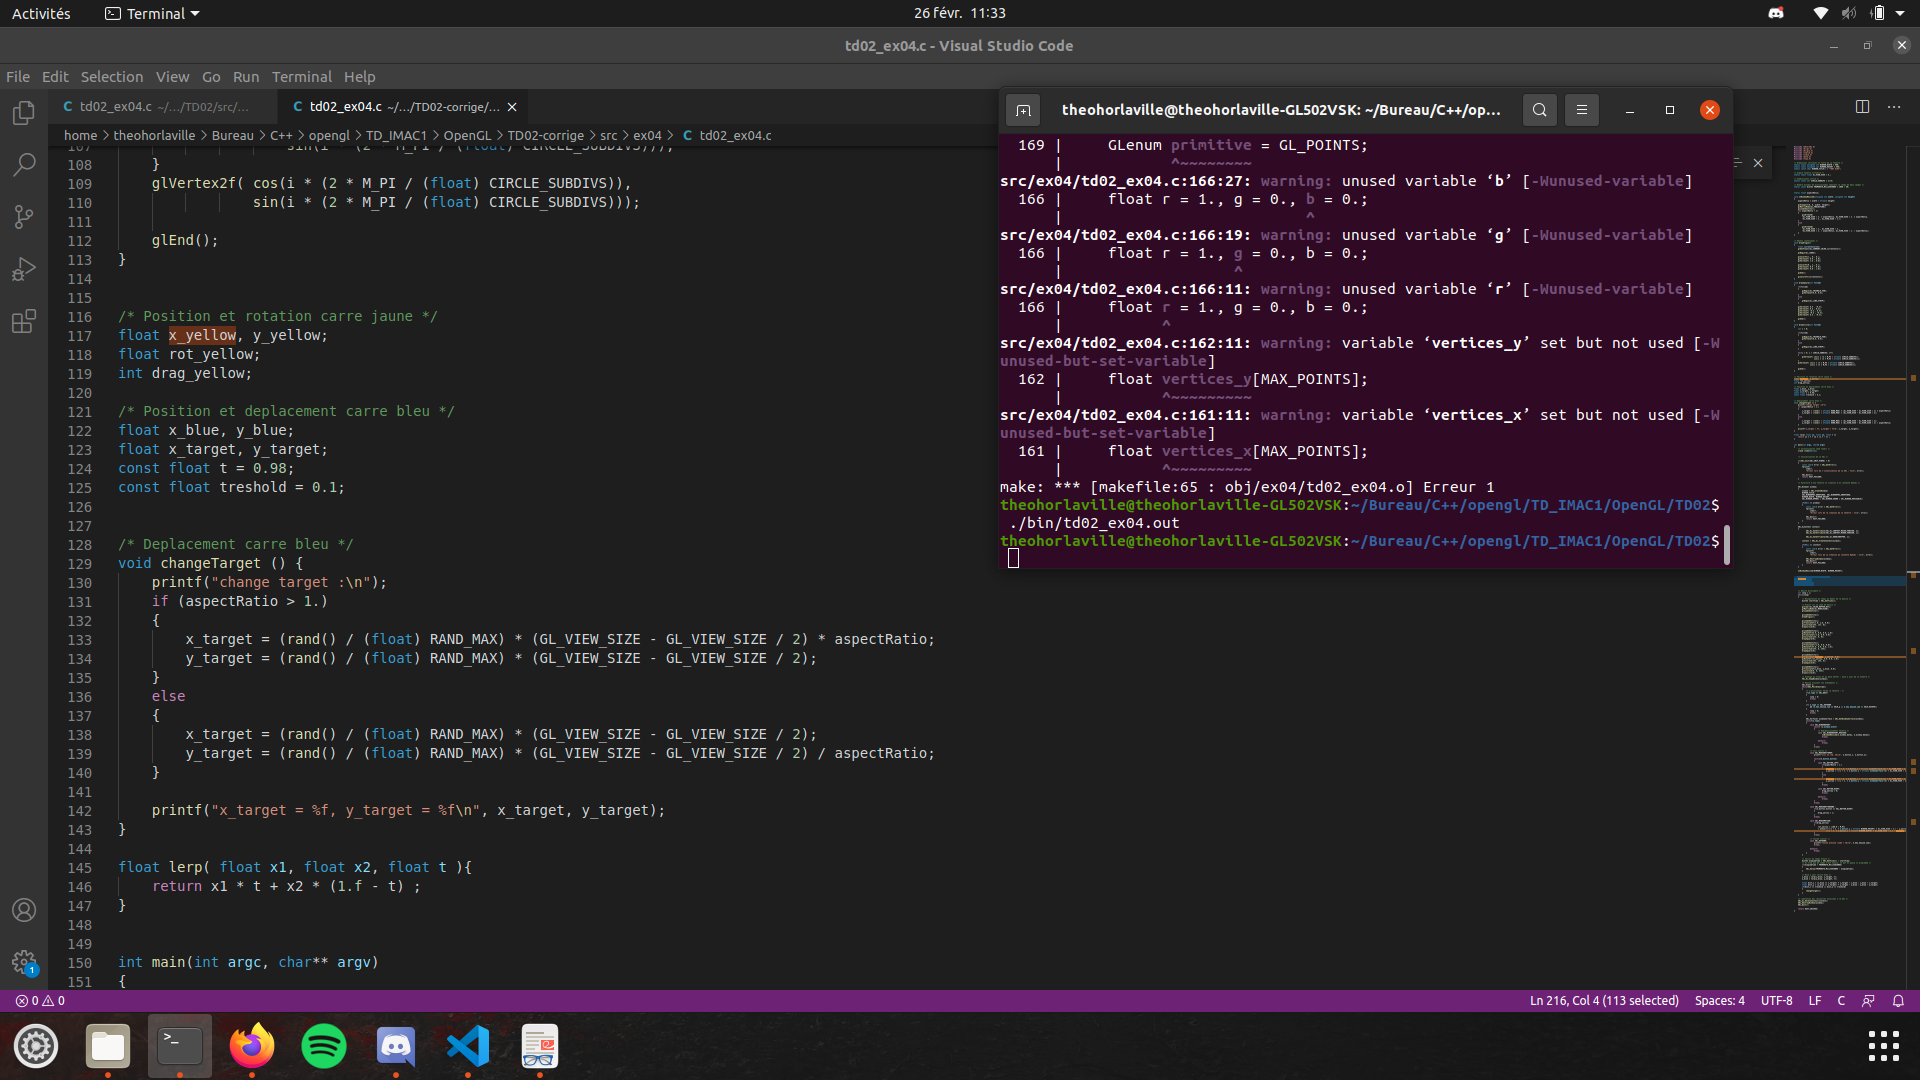 Activités
Terminal
26 févr. 11:33
td02_ex04.c - Visual Studio Code
File Edit Selection View Go Run Terminal Help
td02_ex04.c ~/.../TD02/src/...
td02_ex04.c ~/.../TD02-corrige/...
home > theohorlaville > Bureau > C++ > opengl > TD_IMAC1 > OpenGL > TD02-corrige > src > ex04 > C td02_ex04.c
107 sin(i * (2 * M_PI / (float) CIRCLE_SUBDIVS)));
108 }
109 glVertex2f( cos(i * (2 * M_PI / (float) CIRCLE_SUBDIVS)),
110 sin(i * (2 * M_PI / (float) CIRCLE_SUBDIVS)));
111
112 glEnd();
113 }
114
115
116 /* Position et rotation carre jaune */
117 float x_yellow, y_yellow;
118 float rot_yellow;
119 int drag_yellow;
120
121 /* Position et deplacement carre bleu */
122 float x_blue, y_blue;
123 float x_target, y_target;
124 const float t = 0.98;
125 const float treshold = 0.1;
126
127
128 /* Deplacement carre bleu */
129 void changeTarget () {
130 printf("change target :\n");
131 if (aspectRatio > 1.)
132 {
133 x_target = (rand() / (float) RAND_MAX) * (GL_VIEW_SIZE - GL_VIEW_SIZE / 2) * aspectRatio;
134 y_target = (rand() / (float) RAND_MAX) * (GL_VIEW_SIZE - GL_VIEW_SIZE / 2);
135 }
136 else
137 {
138 x_target = (rand() / (float) RAND_MAX) * (GL_VIEW_SIZE - GL_VIEW_SIZE / 2);
139 y_target = (rand() / (float) RAND_MAX) * (GL_VIEW_SIZE - GL_VIEW_SIZE / 2) / aspectRatio;
140 }
141
142 printf("x_target = %f, y_target = %f\n", x_target, y_target);
143 }
144
145 float lerp( float x1, float x2, float t ){
146 return x1 * t + x2 * (1.f - t) ;
147 }
148
149
150 int main(int argc, char** argv)
151 {
theohorlaville@theohorlaville-GL502VSK: ~/Bureau/C++/op...
169 | GLenum primitive = GL_POINTS;
| ^~~~~~~~~
src/ex04/td02_ex04.c:166:27: warning: unused variable ‘b’ [-Wunused-variable]
166 | float r = 1., g = 0., b = 0.;
| ^
src/ex04/td02_ex04.c:166:19: warning: unused variable ‘g’ [-Wunused-variable]
166 | float r = 1., g = 0., b = 0.;
| ^
src/ex04/td02_ex04.c:166:11: warning: unused variable ‘r’ [-Wunused-variable]
166 | float r = 1., g = 0., b = 0.;
| ^
src/ex04/td02_ex04.c:162:11: warning: variable ‘vertices_y’ set but not used [-W
unused-but-set-variable]
162 | float vertices_y[MAX_POINTS];
| ^~~~~~~~~~
src/ex04/td02_ex04.c:161:11: warning: variable ‘vertices_x’ set but not used [-W
unused-but-set-variable]
161 | float vertices_x[MAX_POINTS];
| ^~~~~~~~~~
make: *** [makefile:65 : obj/ex04/td02_ex04.o] Erreur 1
theohorlaville@theohorlaville-GL502VSK:~/Bureau/C++/opengl/TD_IMAC1/OpenGL/TD02$
./bin/td02_ex04.out
theohorlaville@theohorlaville-GL502VSK:~/Bureau/C++/opengl/TD_IMAC1/OpenGL/TD02$
1
0 0
Ln 216, Col 4 (113 selected) Spaces: 4 UTF-8 LF C